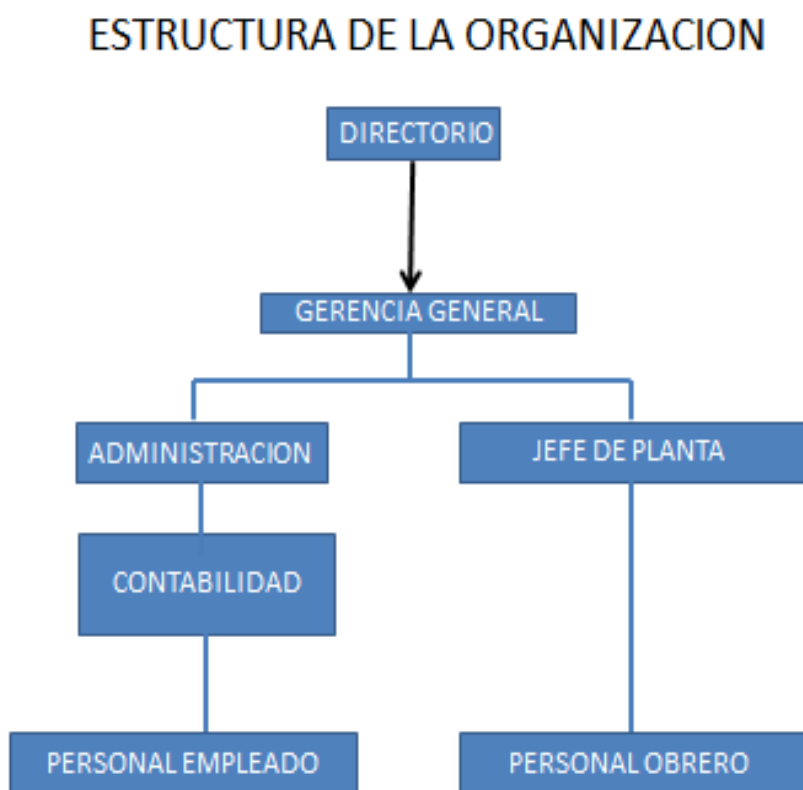 ESTRUCTURA DE LA ORGANIZACION
DIRECTORIO
GERENCIA GENERAL
ADMINISTRACION
JEFE DE PLANTA
CONTABILIDAD
PERSONAL EMPLEADO
PERSONAL OBRERO